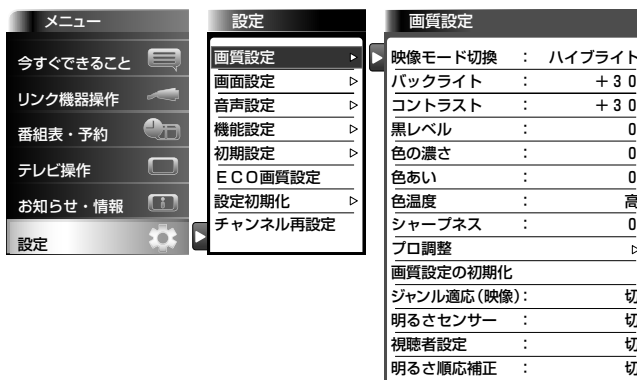 メニュー
今すぐできること
リンク機器操作
番組表・予約
テレビ操作
お知らせ・情報
設定
設定
画質設定
画面設定
音声設定
機能設定
初期設定
ECO画質設定
設定初期化
チャンネル再設定
画質設定
映像モード切換 : ハイブライト
バックライト : +30
コントラスト : +30
黒レベル : 0
色の濃さ : 0
色あい : 0
色温度 : 高
シャープネス : 0
プロ調整
画質設定の初期化
ジャンル適応(映像): 切
明るさセンサー : 切
視聴者設定 : 切
明るさ順応補正 : 切